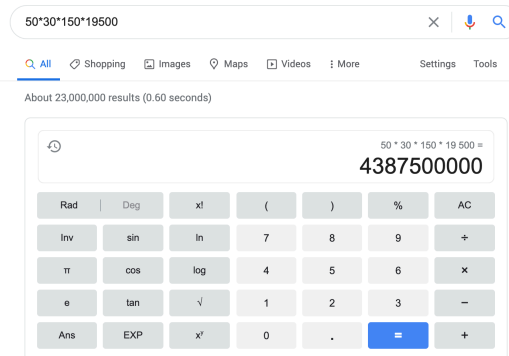 50*30*150*19500
All Shopping Images Maps Videos More Settings Tools
About 23,000,000 results (0.60 seconds)
50 * 30 * 150 * 19 500 =
4387500000
Rad Deg x! ( ) % AC
Inv sin ln 7 8 9 ÷
π cos log 4 5 6 ×
e tan √ 1 2 3 −
Ans EXP xʸ 0 . = +